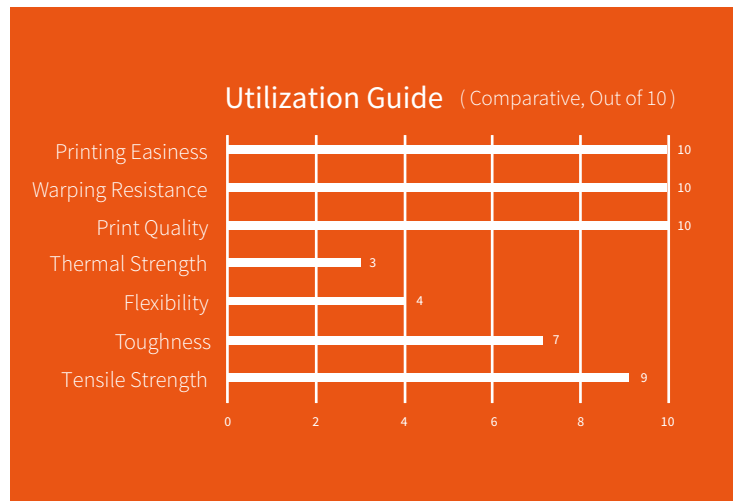 Utilization Guide ( Comparative, Out of 10 )
Printing Easiness 10
Warping Resistance 10
Print Quality 10
Thermal Strength 3
Flexibility 4
Toughness 7
Tensile Strength 9
0 2 4 6 8 10